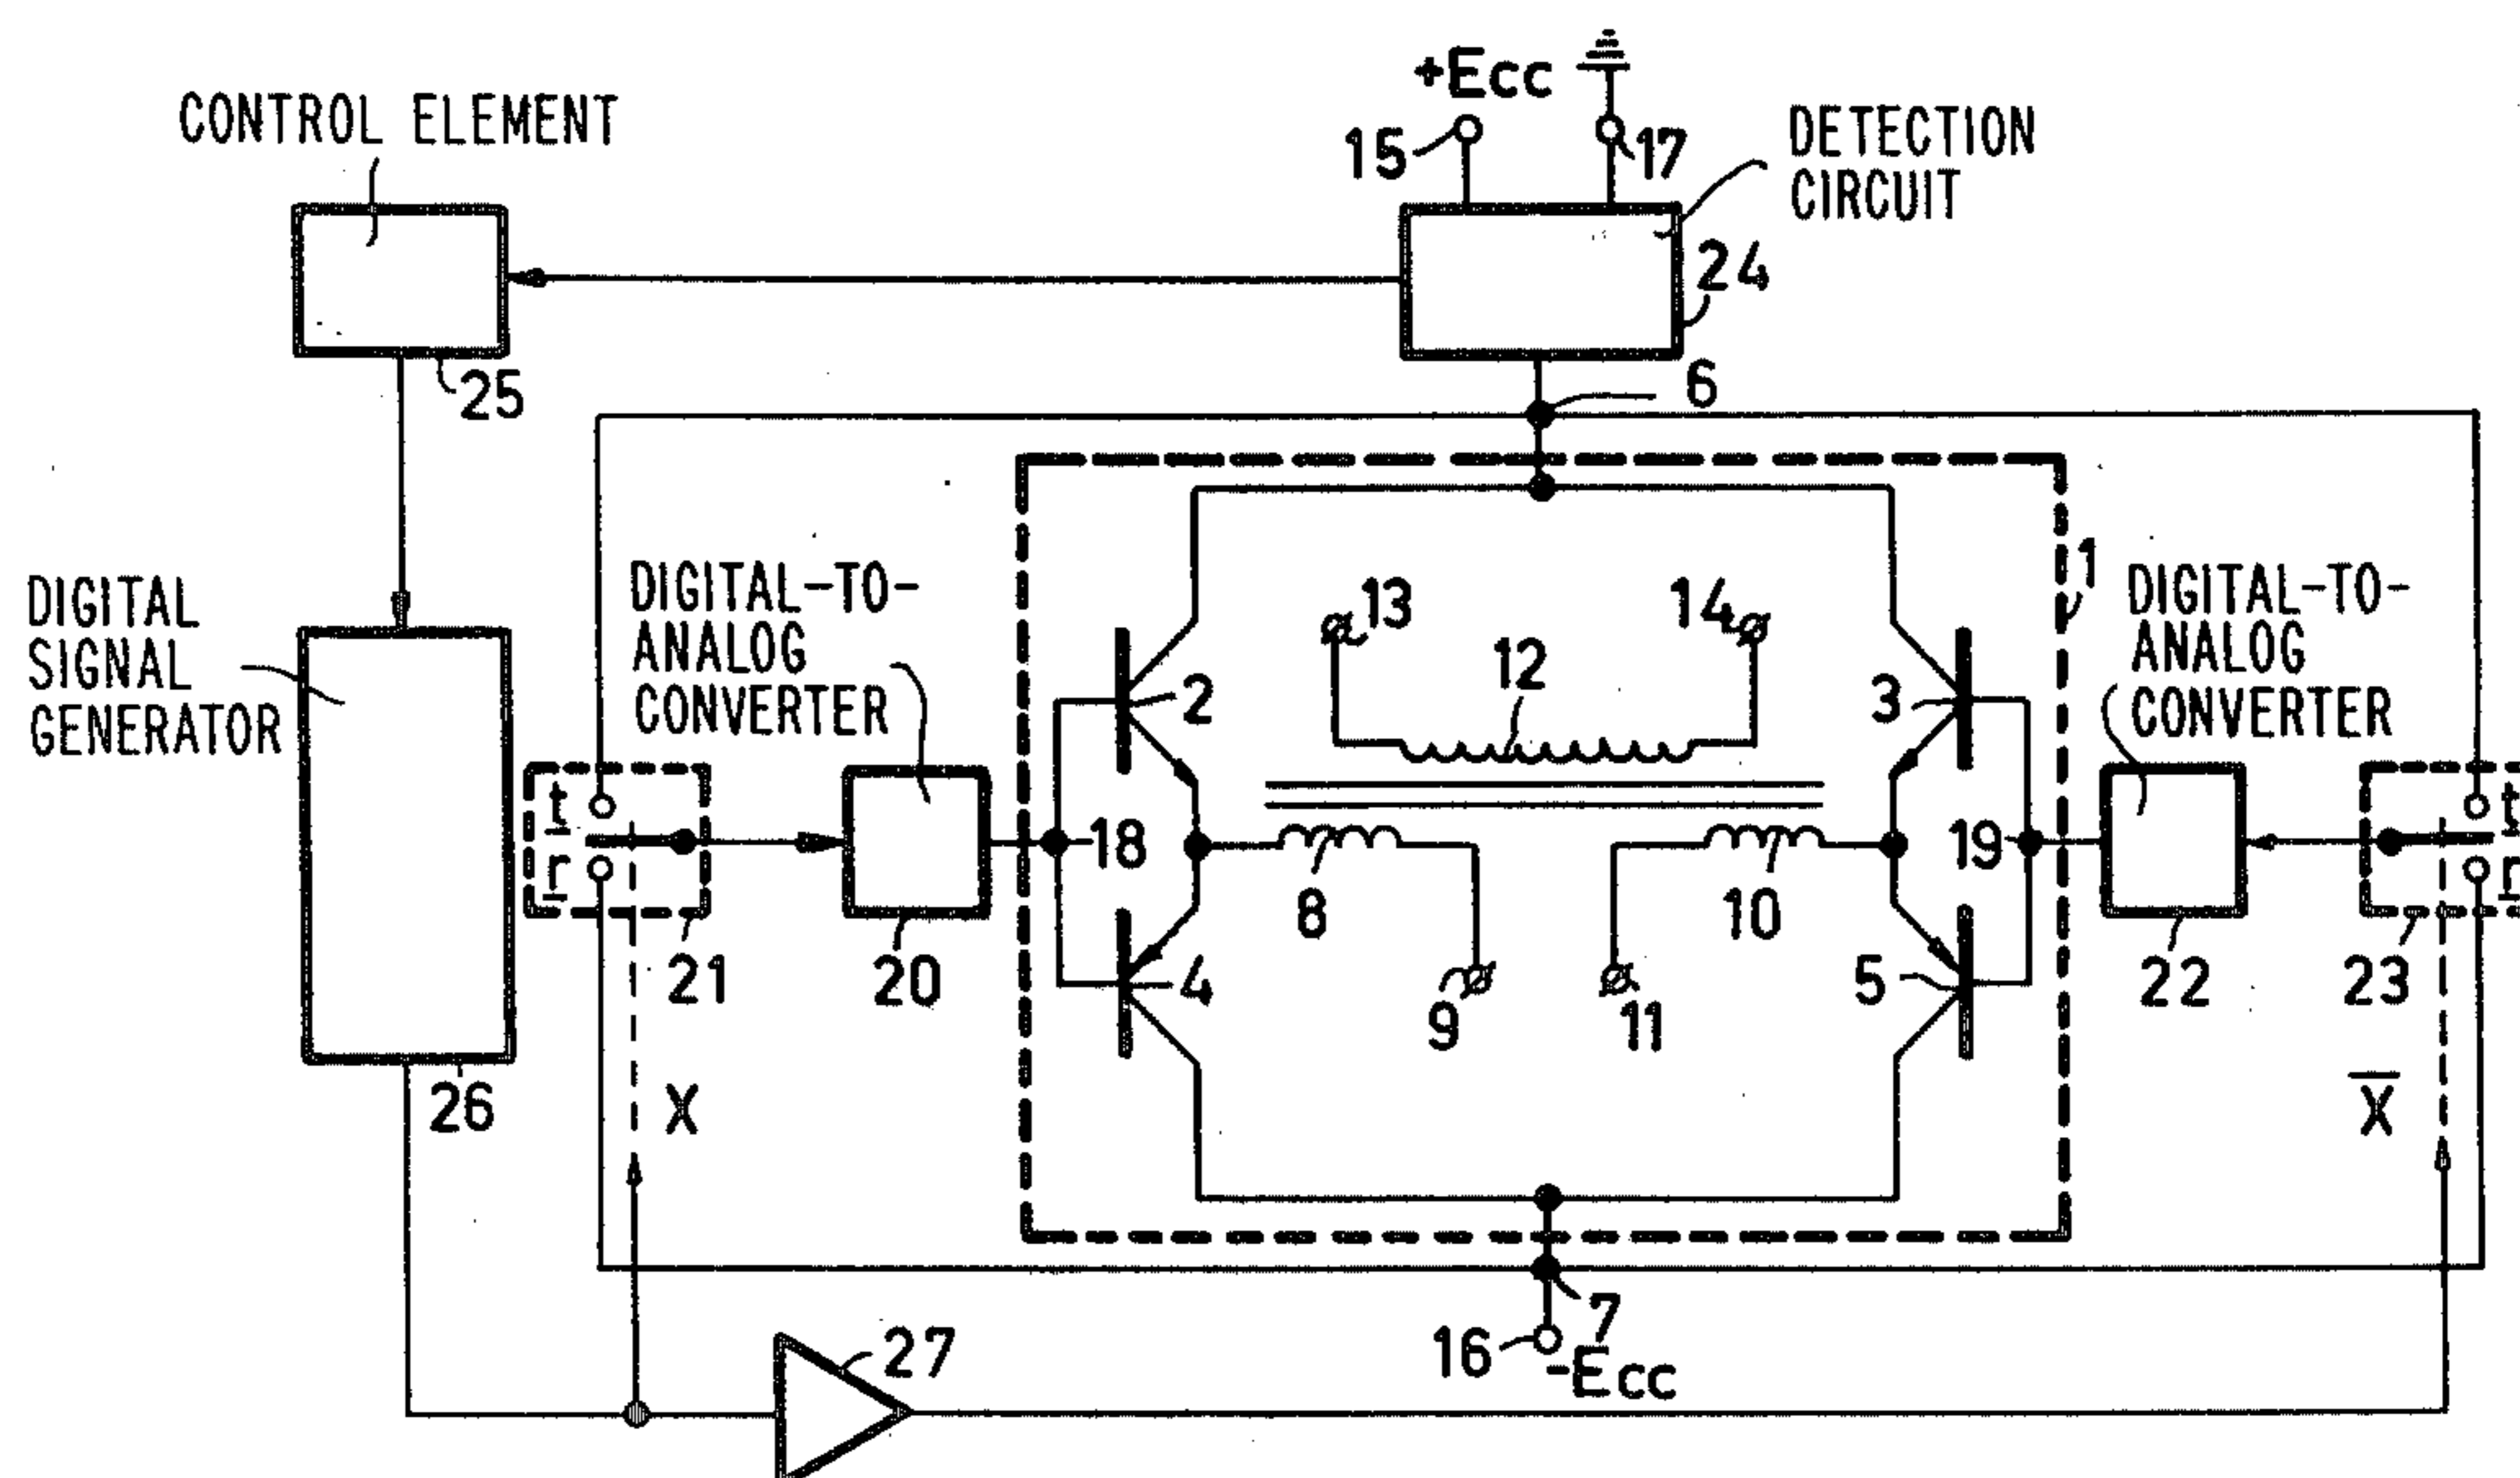 +Ecc
CONTROL ELEMENT
15
17
DETECTION
CIRCUIT
24
25
6
DIGITAL
SIGNAL
GENERATOR
DIGITAL-TO-
ANALOG
CONVERTER
13
14
1
DIGITAL-TO-
ANALOG
CONVERTER
12
2
3
t
r
18
19
t
r
8
10
21
20
4
9
11
5
22
23
26
X
X̅
7
16
-Ecc
27